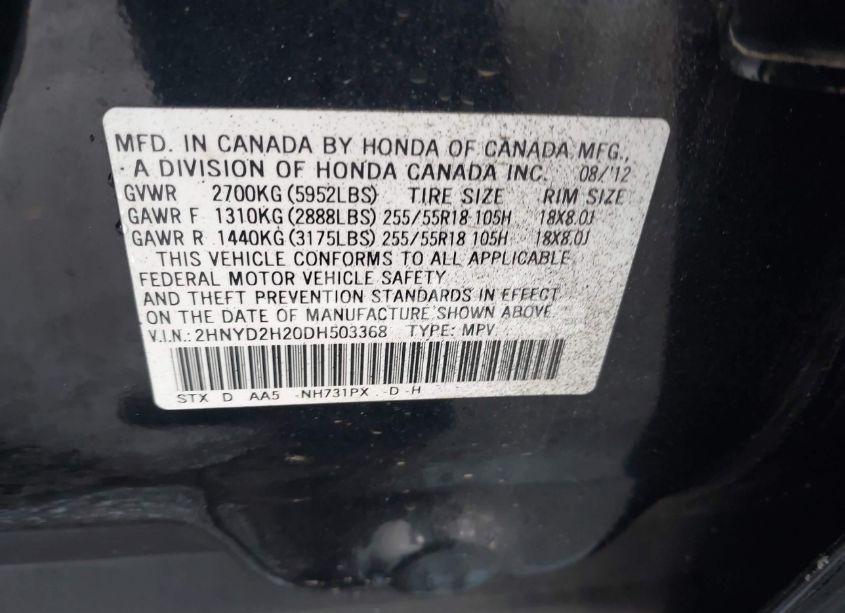 MFD. IN CANADA BY HONDA OF CANADA MFG.,
A DIVISION OF HONDA CANADA INC. 08/'12
GVWR 2700KG (5952LBS) TIRE SIZE RIM SIZE
GAWR F 1310KG (2888LBS) 255/55R18 105H 18X8.0J
GAWR R 1440KG (3175LBS) 255/55R18 105H 18X8.0J
THIS VEHICLE CONFORMS TO ALL APPLICABLE
FEDERAL MOTOR VEHICLE SAFETY
AND THEFT PREVENTION STANDARDS IN EFFECT
ON THE DATE OF MANUFACTURE SHOWN ABOVE
V.I.N.: 2HNYD2H20DH503368 TYPE: MPV
STX D AA5 -NH731PX -D -H